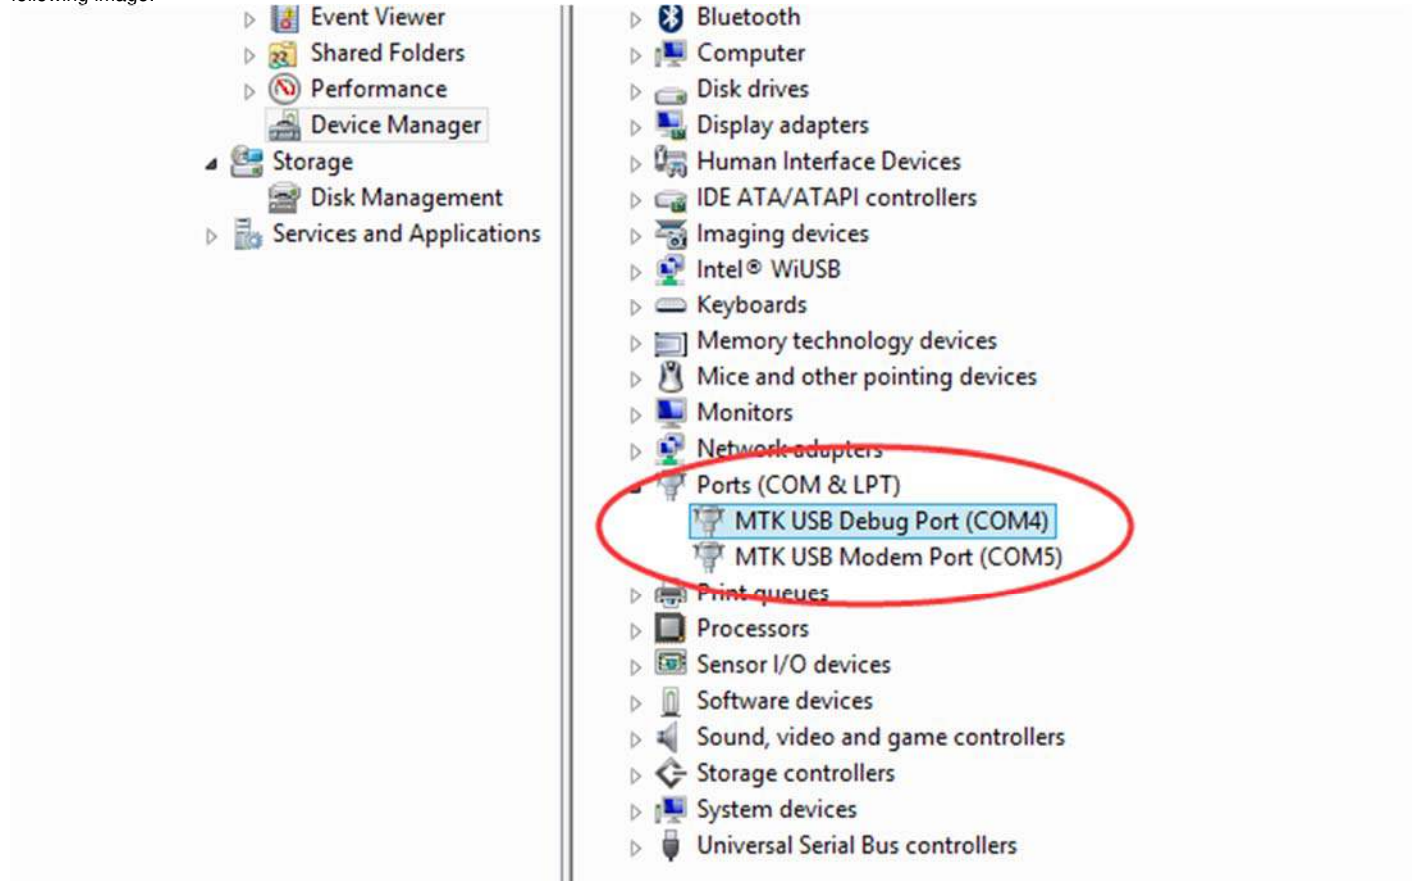 following image:
Event Viewer
Shared Folders
Performance
Device Manager
Storage
Disk Management
Services and Applications
Bluetooth
Computer
Disk drives
Display adapters
Human Interface Devices
IDE ATA/ATAPI controllers
Imaging devices
Intel® WiUSB
Keyboards
Memory technology devices
Mice and other pointing devices
Monitors
Network adapters
Ports (COM & LPT)
MTK USB Debug Port (COM4)
MTK USB Modem Port (COM5)
Print queues
Processors
Sensor I/O devices
Software devices
Sound, video and game controllers
Storage controllers
System devices
Universal Serial Bus controllers